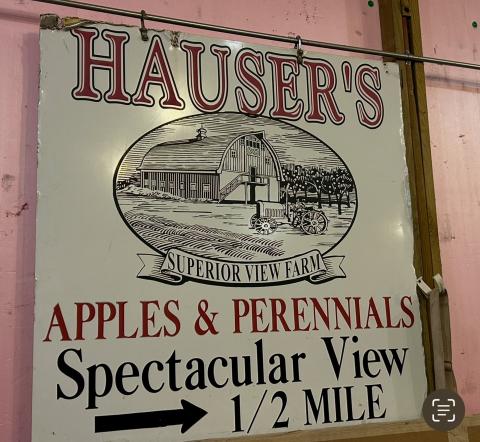 HAUSER'S
SUPERIOR VIEW FARM
APPLES & PERENNIALS
Spectacular View
1/2 MILE